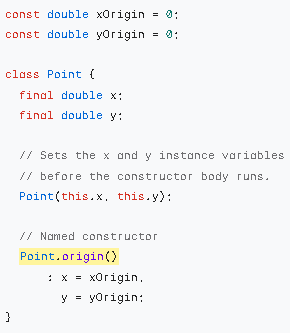 const double xOrigin = 0;
const double yOrigin = 0;

class Point {
  final double x;
  final double y;

  // Sets the x and y instance variables
  // before the constructor body runs.
  Point(this.x, this.y);

  // Named constructor
  Point.origin()
      : x = xOrigin,
        y = yOrigin;
}